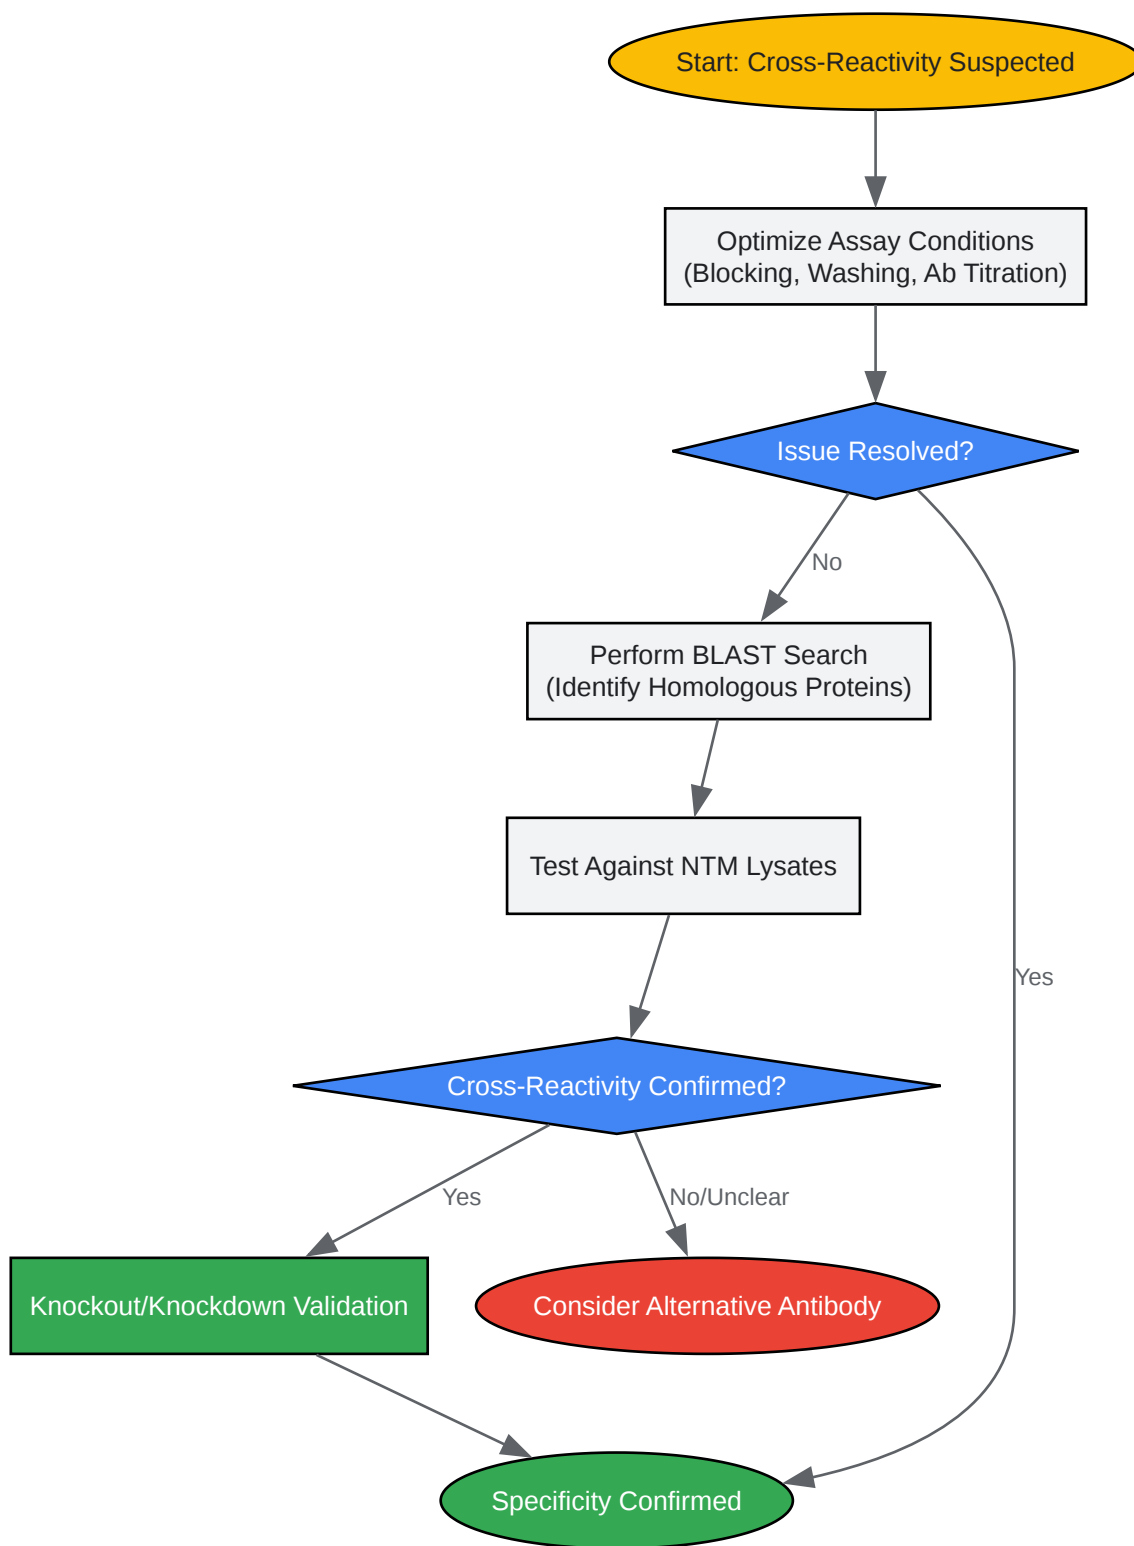 Start: Cross-Reactivity Suspected
Optimize Assay Conditions
(Blocking, Washing, Ab Titration)
Issue Resolved?
No
Perform BLAST Search
(Identify Homologous Proteins)
Test Against NTM Lysates
Yes
Cross-Reactivity Confirmed?
Yes
No/Unclear
Knockout/Knockdown Validation
Consider Alternative Antibody
Specificity Confirmed